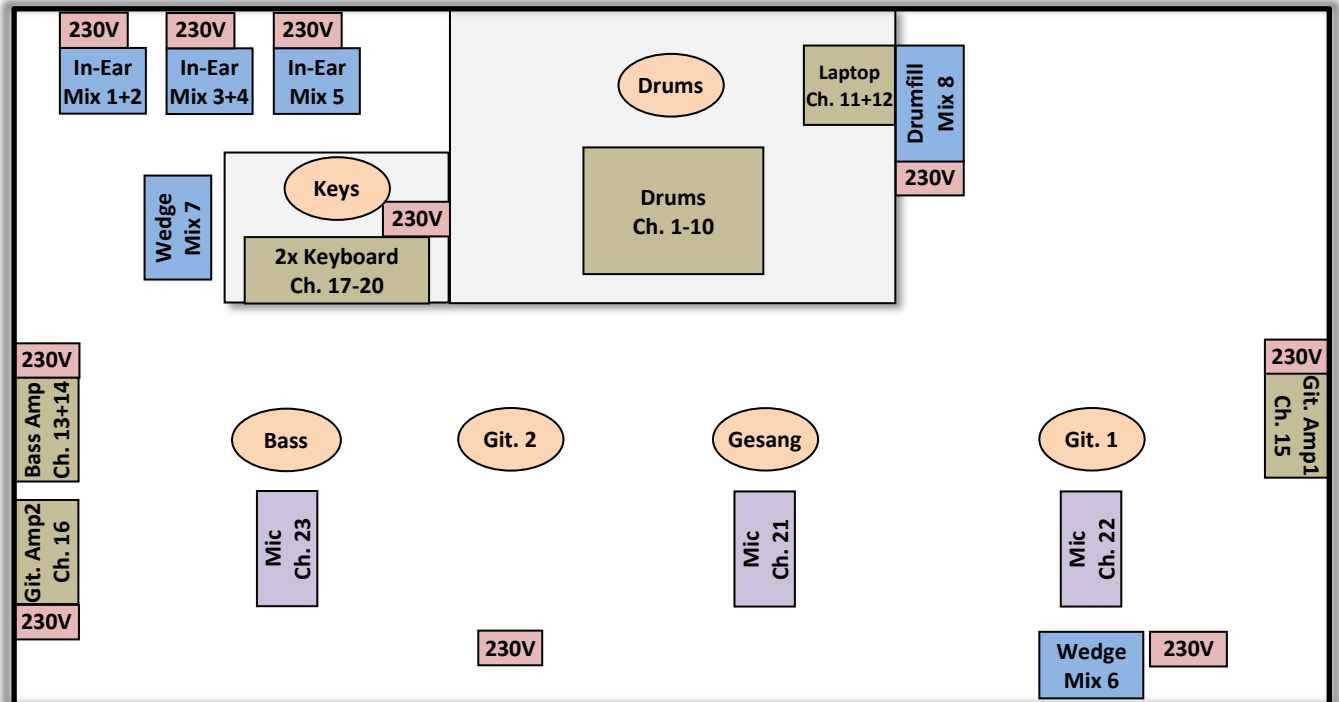 230V
In-Ear
Mix 1+2
230V
In-Ear
Mix 3+4
230V
In-Ear
Mix 5
Drums
Laptop
Ch. 11+12
Drumfill
Mix 8
230V
Wedge
Mix 7
Keys
230V
2x Keyboard
Ch. 17-20
Drums
Ch. 1-10
230V
Bass Amp
Ch. 13+14
Git. Amp2
Ch. 16
230V
Bass
Git. 2
Gesang
Git. 1
230V
Git. Amp1
Ch. 15
Mic
Ch. 23
Mic
Ch. 21
Mic
Ch. 22
230V
Wedge
Mix 6
230V